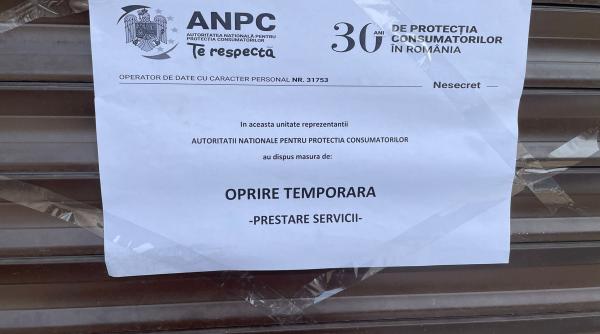 ANPC
AUTORITATEA NAȚIONALĂ PENTRU
PROTECȚIA CONSUMATORILOR
Te respectă
30 ANI DE PROTECȚIA
CONSUMATORILOR
ÎN ROMÂNIA
OPERATOR DE DATE CU CARACTER PERSONAL NR. 31753
Nesecret
In aceasta unitate reprezentantii
AUTORITATII NATIONALE PENTRU PROTECTIA CONSUMATORILOR
au dispus masura de:
OPRIRE TEMPORARA
-PRESTARE SERVICII-